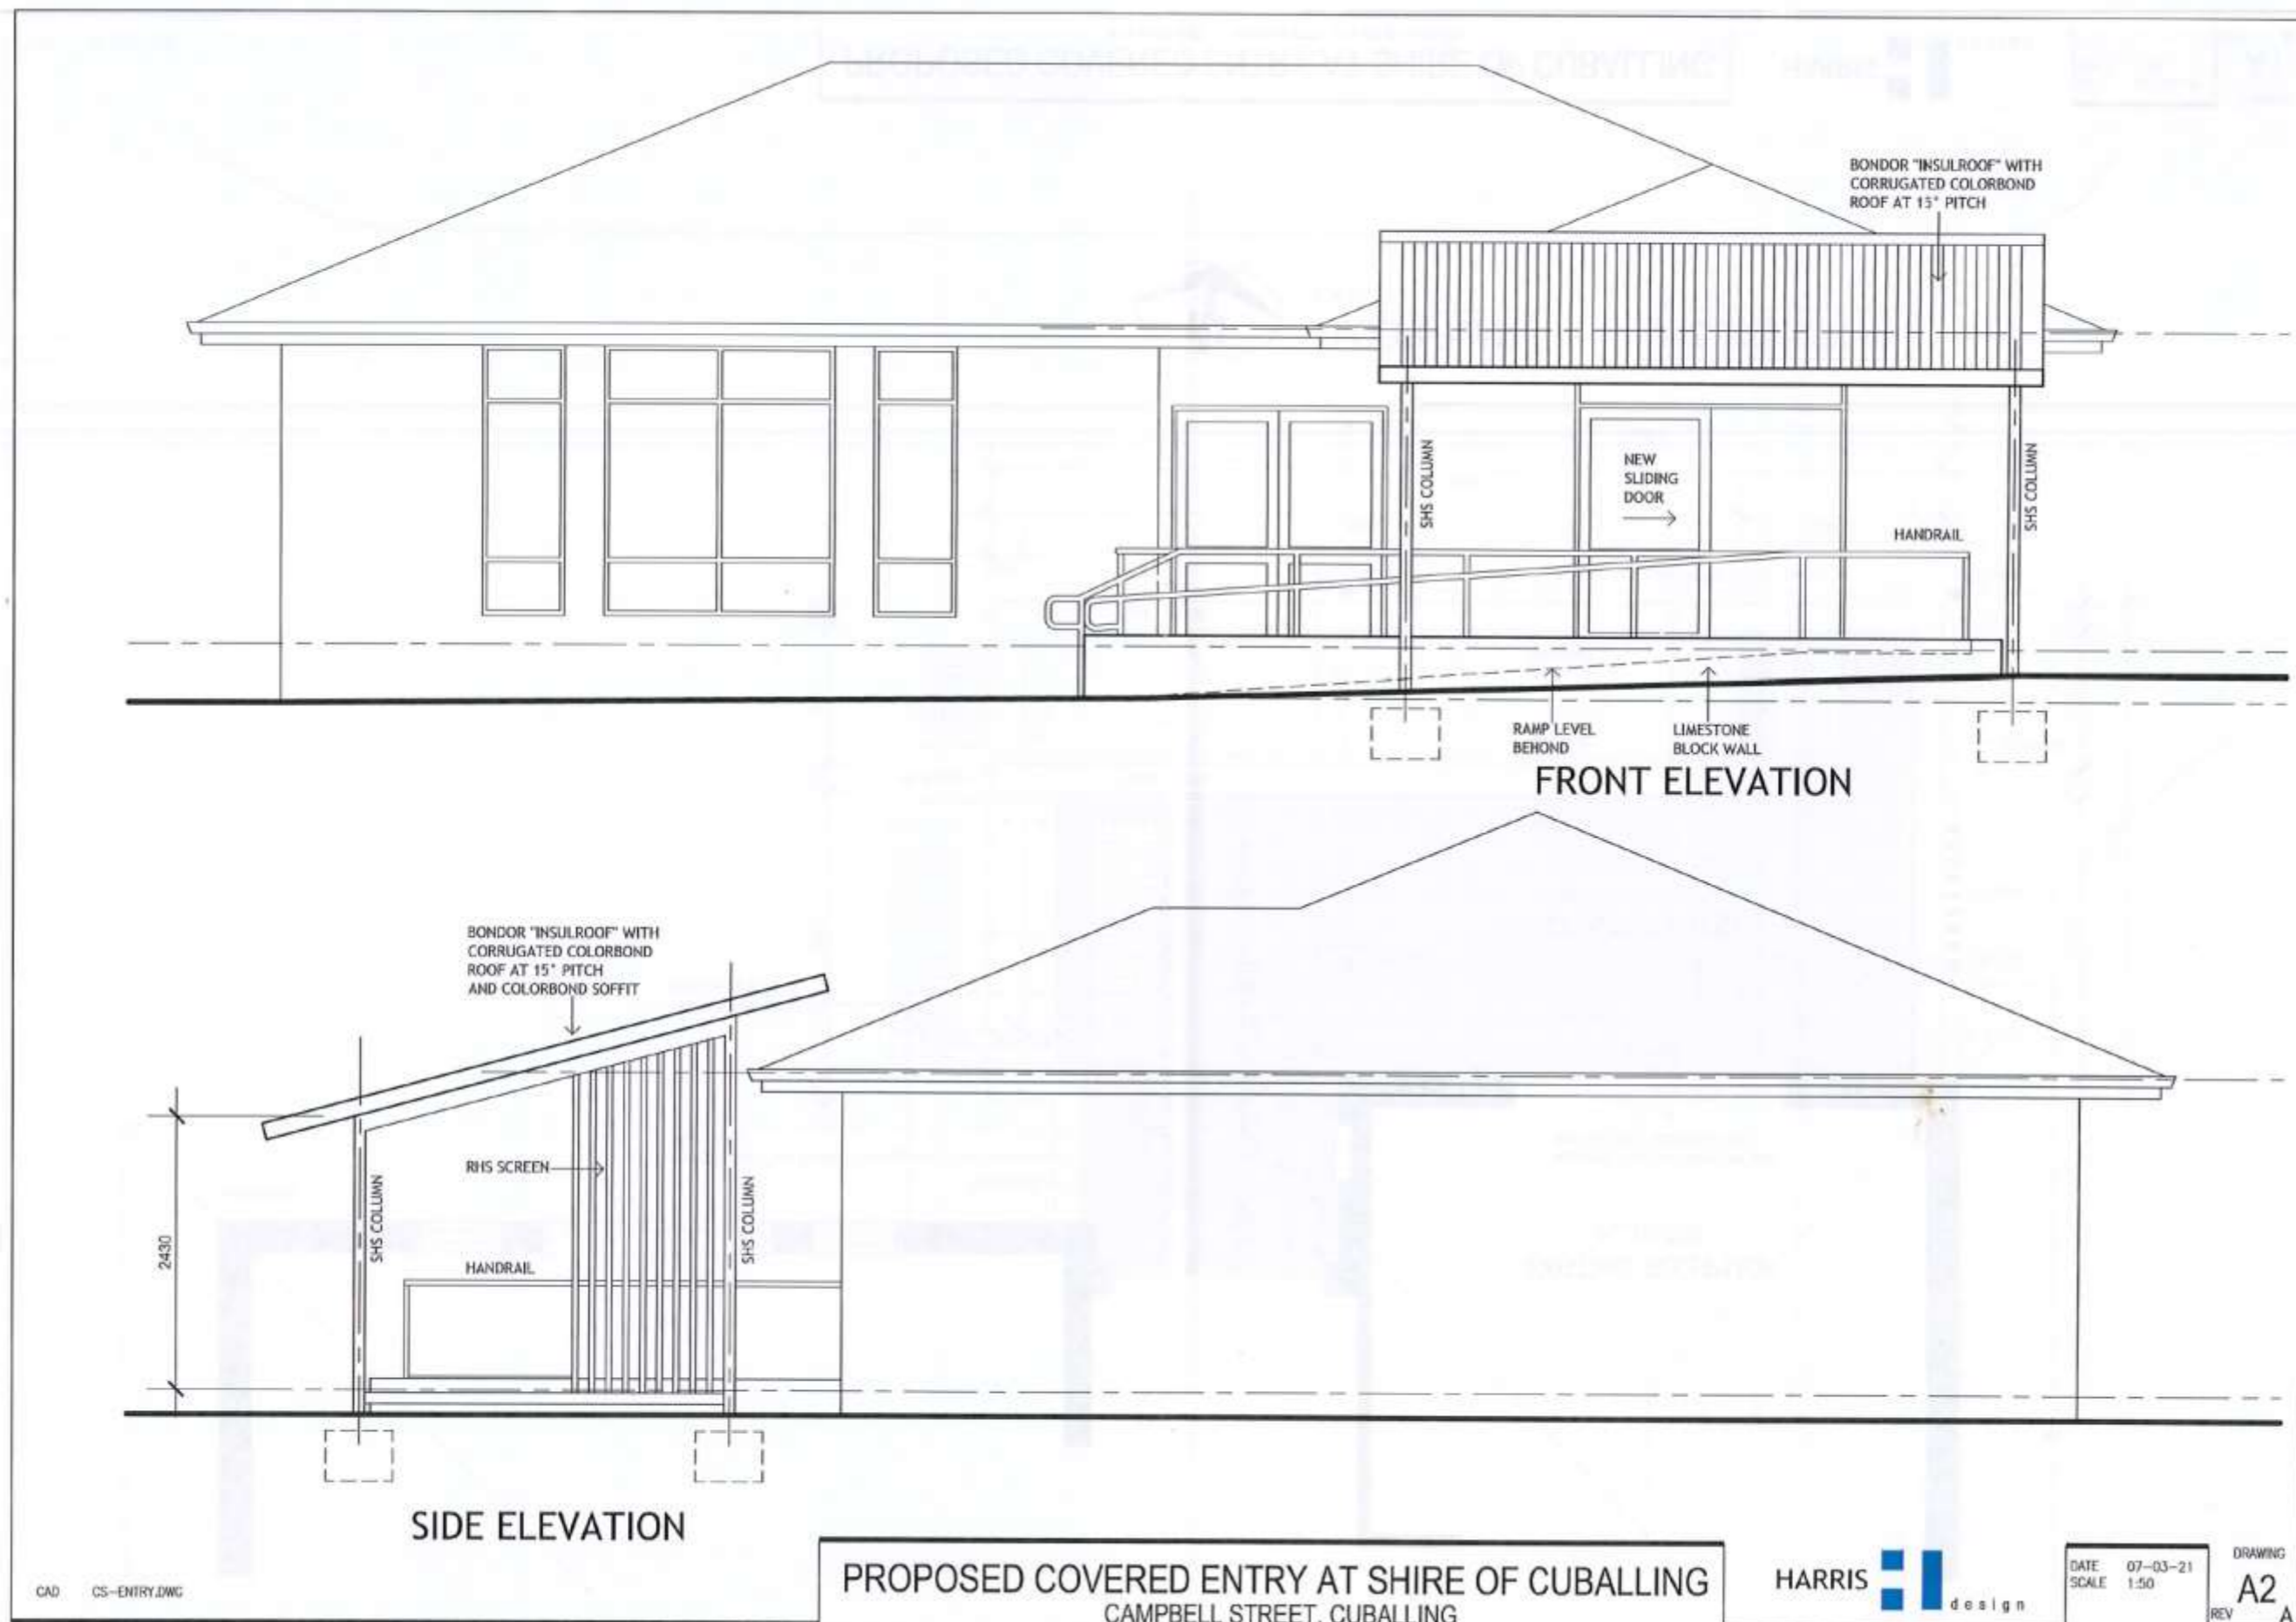 BONDOR "INSULROOF" WITH
CORRUGATED COLORBOND
ROOF AT 15° PITCH
SHS COLUMN
NEW
SLIDING
DOOR
SHS COLUMN
HANDRAIL
RAMP LEVEL
BEHOND
LIMESTONE
BLOCK WALL
FRONT ELEVATION
BONDOR "INSULROOF" WITH
CORRUGATED COLORBOND
ROOF AT 15° PITCH
AND COLORBOND SOFFIT
RHS SCREEN
SHS COLUMN
SHS COLUMN
2430
HANDRAIL
SIDE ELEVATION
CAD CS-ENTRY.DWG
PROPOSED COVERED ENTRY AT SHIRE OF CUBALLING
CAMPBELL STREET, CUBALLING
HARRIS
design
DATE 07-03-21
SCALE 1:50
DRAWING
A2
REV A